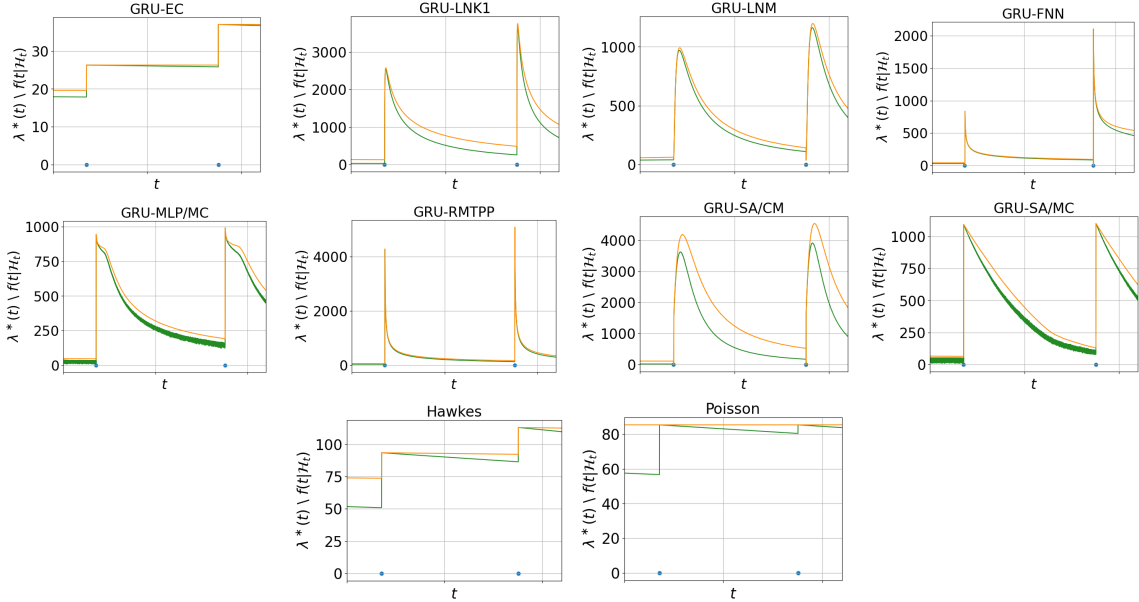 GRU-EC
30
20
10
0
λ*(t) \ f(t|ℋt)
t
GRU-LNK1
3000
2000
1000
0
λ*(t) \ f(t|ℋt)
t
GRU-LNM
1000
500
0
λ*(t) \ f(t|ℋt)
t
GRU-FNN
2000
1500
1000
500
0
λ*(t) \ f(t|ℋt)
t
GRU-MLP/MC
1000
750
500
250
0
λ*(t) \ f(t|ℋt)
t
GRU-RMTPP
4000
2000
0
λ*(t) \ f(t|ℋt)
t
GRU-SA/CM
4000
3000
2000
1000
0
λ*(t) \ f(t|ℋt)
t
GRU-SA/MC
1000
750
500
250
0
λ*(t) \ f(t|ℋt)
t
Hawkes
100
75
50
25
0
λ*(t) \ f(t|ℋt)
t
Poisson
80
60
40
20
0
λ*(t) \ f(t|ℋt)
t